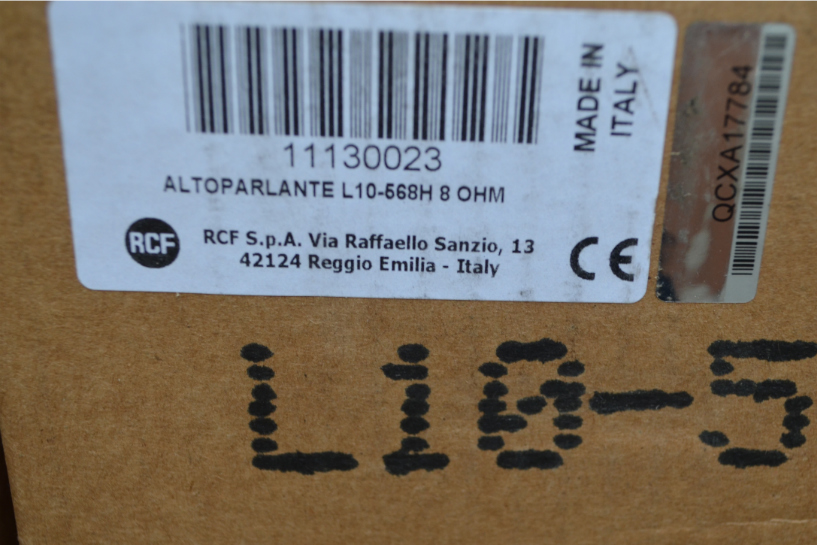 11130023
ALTOPARLANTE L10-568H 8 OHM
RCF
RCF S.p.A. Via Raffaello Sanzio, 13
42124 Reggio Emilia - Italy
CE
MADE IN
ITALY
QCXA17784
L10-5